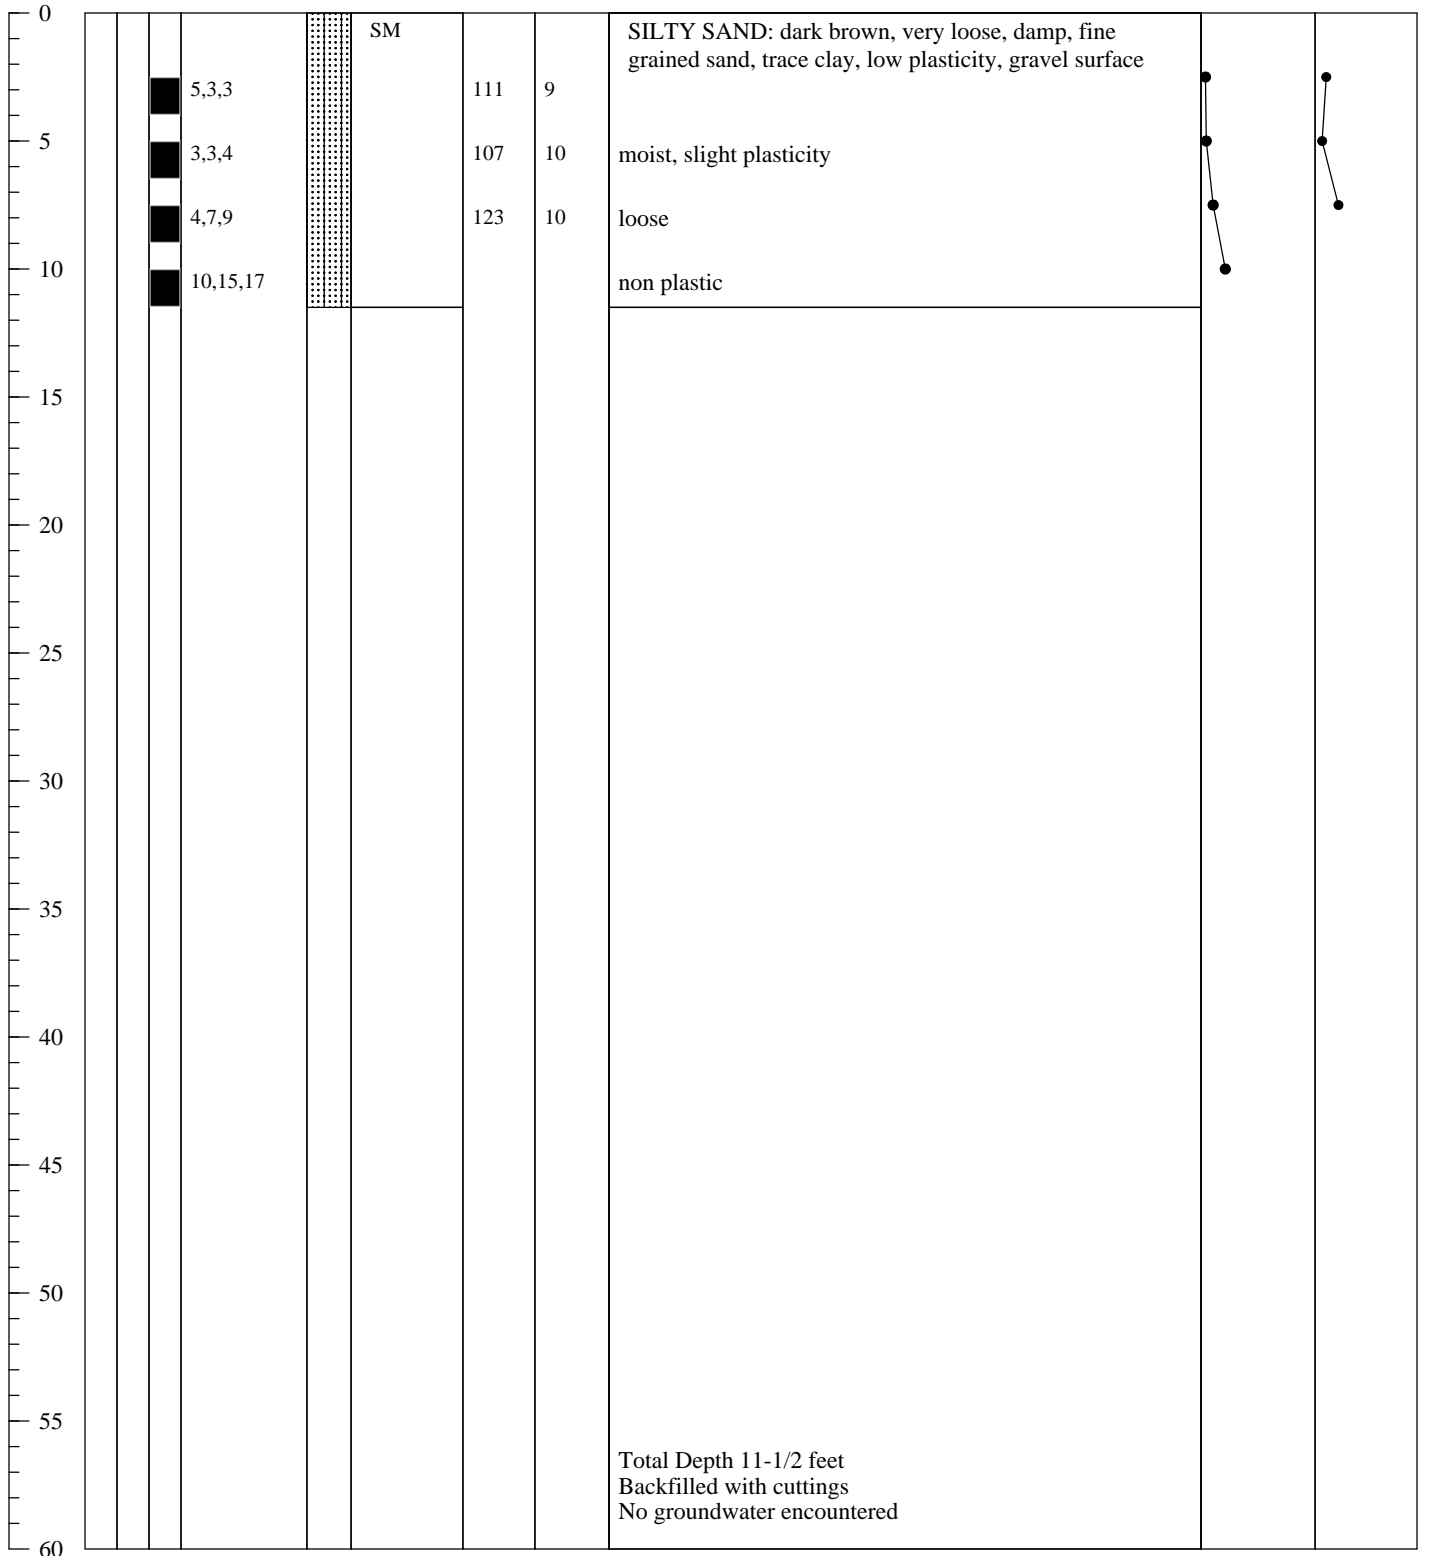 0
SM
SILTY SAND: dark brown, very loose, damp, fine
grained sand, trace clay, low plasticity, gravel surface
5,3,3 111 9
5
3,3,4 107 10 moist, slight plasticity
4,7,9 123 10 loose
10
10,15,17 non plastic
15
20
25
30
35
40
45
50
55
Total Depth 11-1/2 feet
Backfilled with cuttings
No groundwater encountered
60